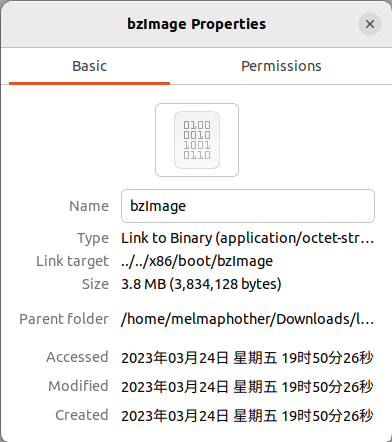 bzImage Properties
Basic
Permissions
0100
0010
1001
0110
Name bzImage
Type Link to Binary (application/octet-str…
Link target ../../x86/boot/bzImage
Size 3.8 MB (3,834,128 bytes)
Parent folder /home/melmaphother/Downloads/l…
Accessed 2023年03月24日 星期五 19时50分26秒
Modified 2023年03月24日 星期五 19时50分26秒
Created 2023年03月24日 星期五 19时50分26秒